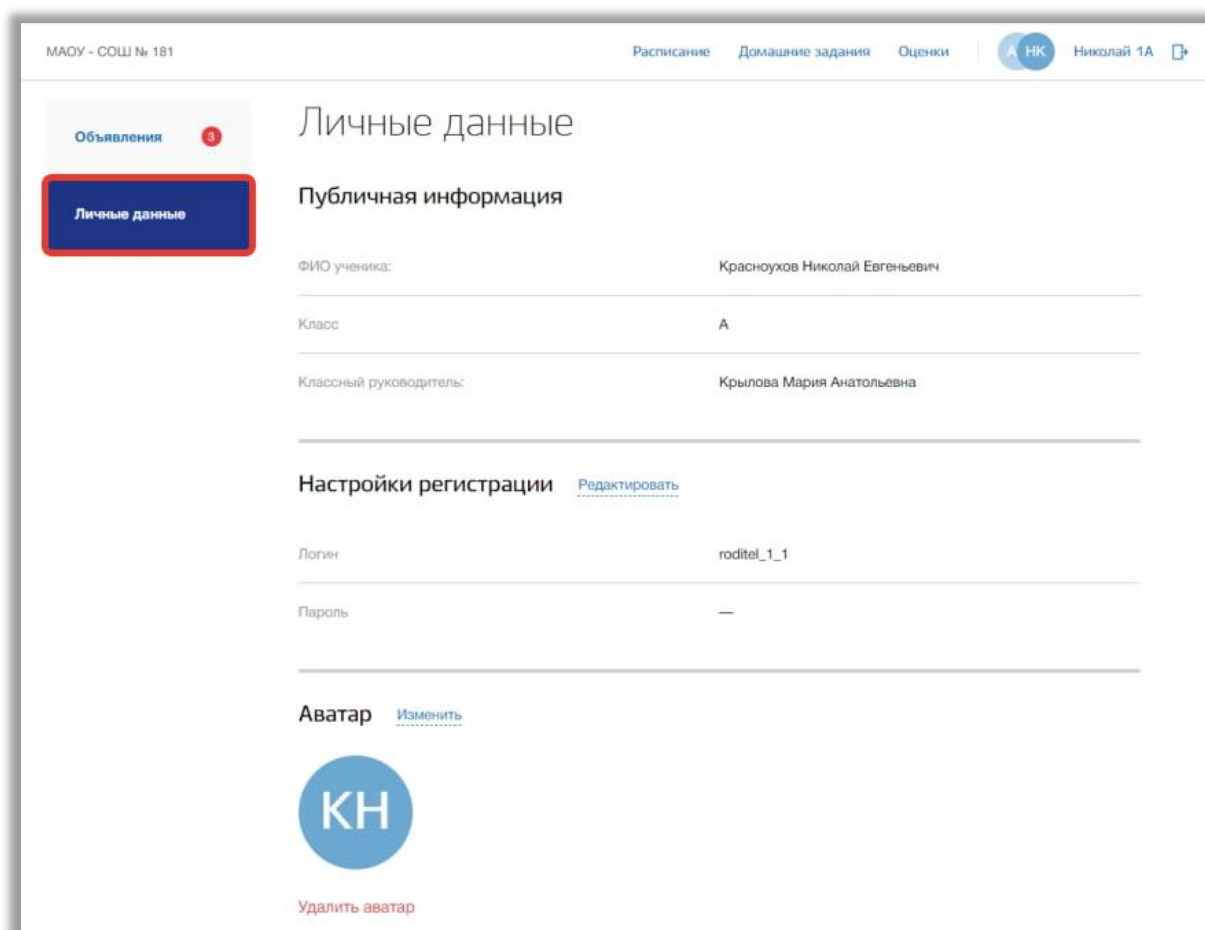 МАОУ - СОШ № 181
Расписание Домашние задания Оценки А НК Николай 1А
Объявления 3
Личные данные
Личные данные
Публичная информация
ФИО ученика: Красноухов Николай Евгеньевич
Класс А
Классный руководитель: Крылова Мария Анатольевна
Настройки регистрации Редактировать
Логин roditel_1_1
Пароль —
Аватар Изменить
КН
Удалить аватар